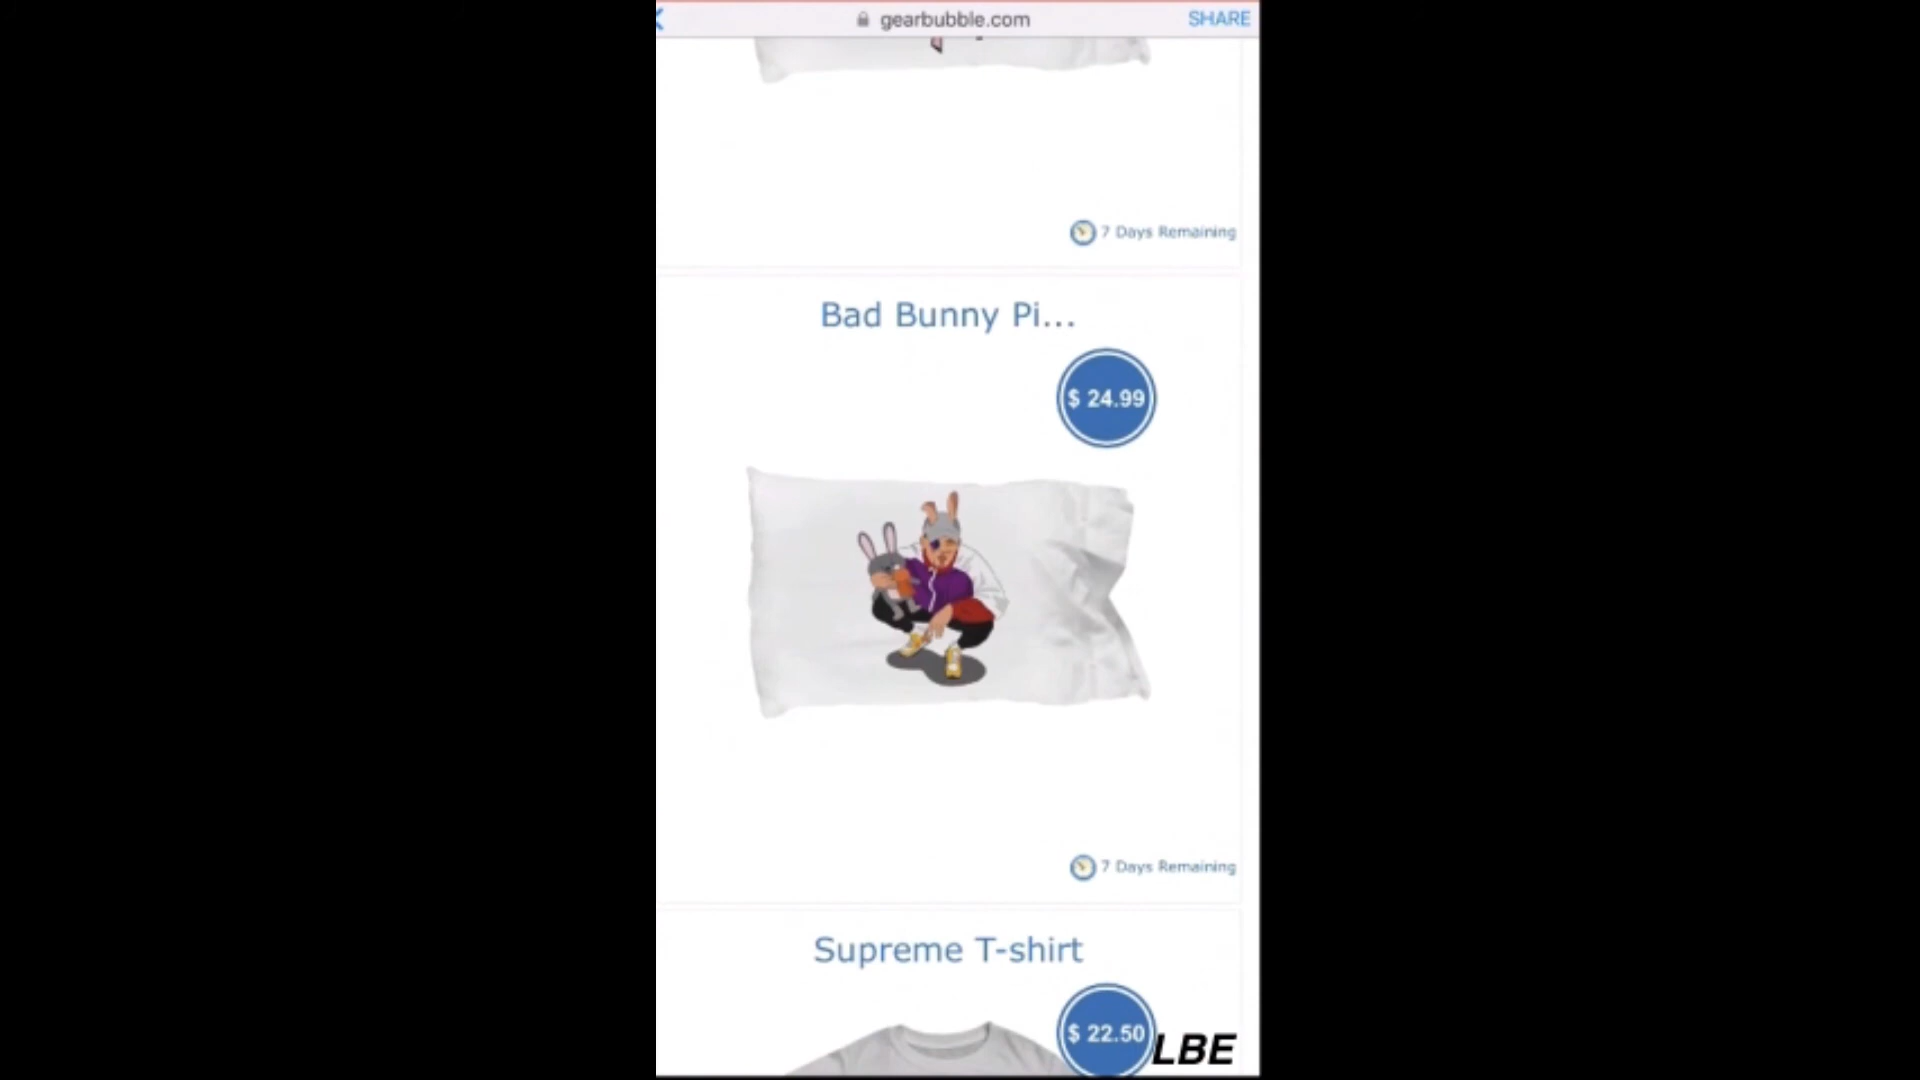 gearbubble.com
SHARE
7 Days Remaining
Bad Bunny Pi...
$ 24.99
7 Days Remaining
Supreme T-shirt
$ 22.50
LBE